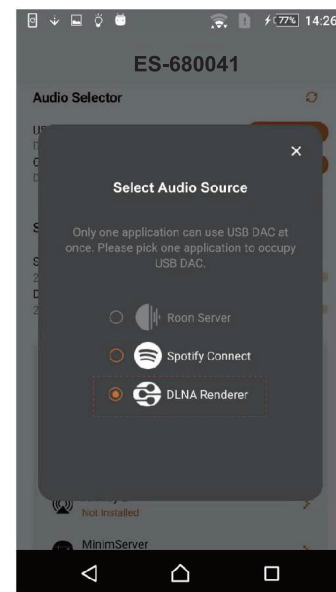 77% 14:26
ES-680041
Audio Selector
Select Audio Source
Only one application can use USB DAC at
once. Please pick one application to occupy
USB DAC.
Roon Server
Spotify Connect
DLNA Renderer
Not Installed
MinimServer